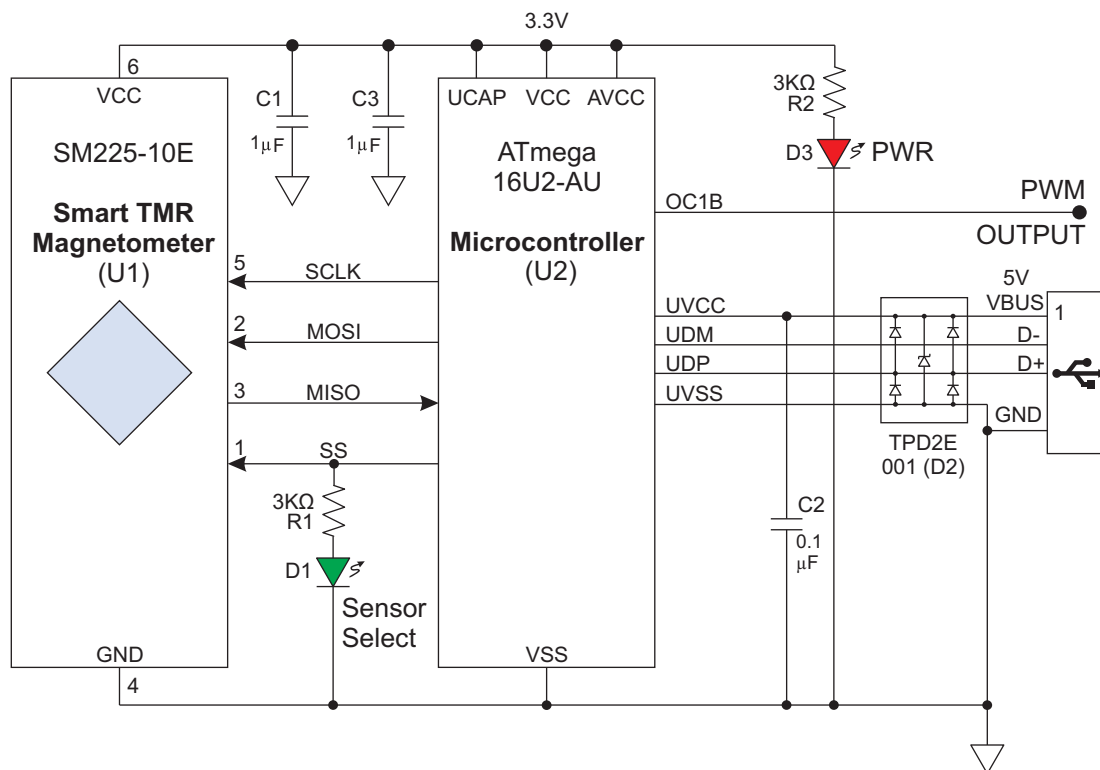 3.3V
6
VCC
SM225-10E
Smart TMR
Magnetometer
(U1)
5
SCLK
2
MOSI
3
MISO
1
SS
GND
4
C1
1μF
C3
1μF
3KΩ
R1
D1
Sensor
Select
UCAP
VCC
AVCC
ATmega
16U2-AU
Microcontroller
(U2)
VSS
3KΩ
R2
D3
PWR
OC1B
PWM
OUTPUT
UVCC
UDM
UDP
UVSS
C2
0.1
μF
TPD2E
001 (D2)
5V
VBUS
1
D-
D+
GND